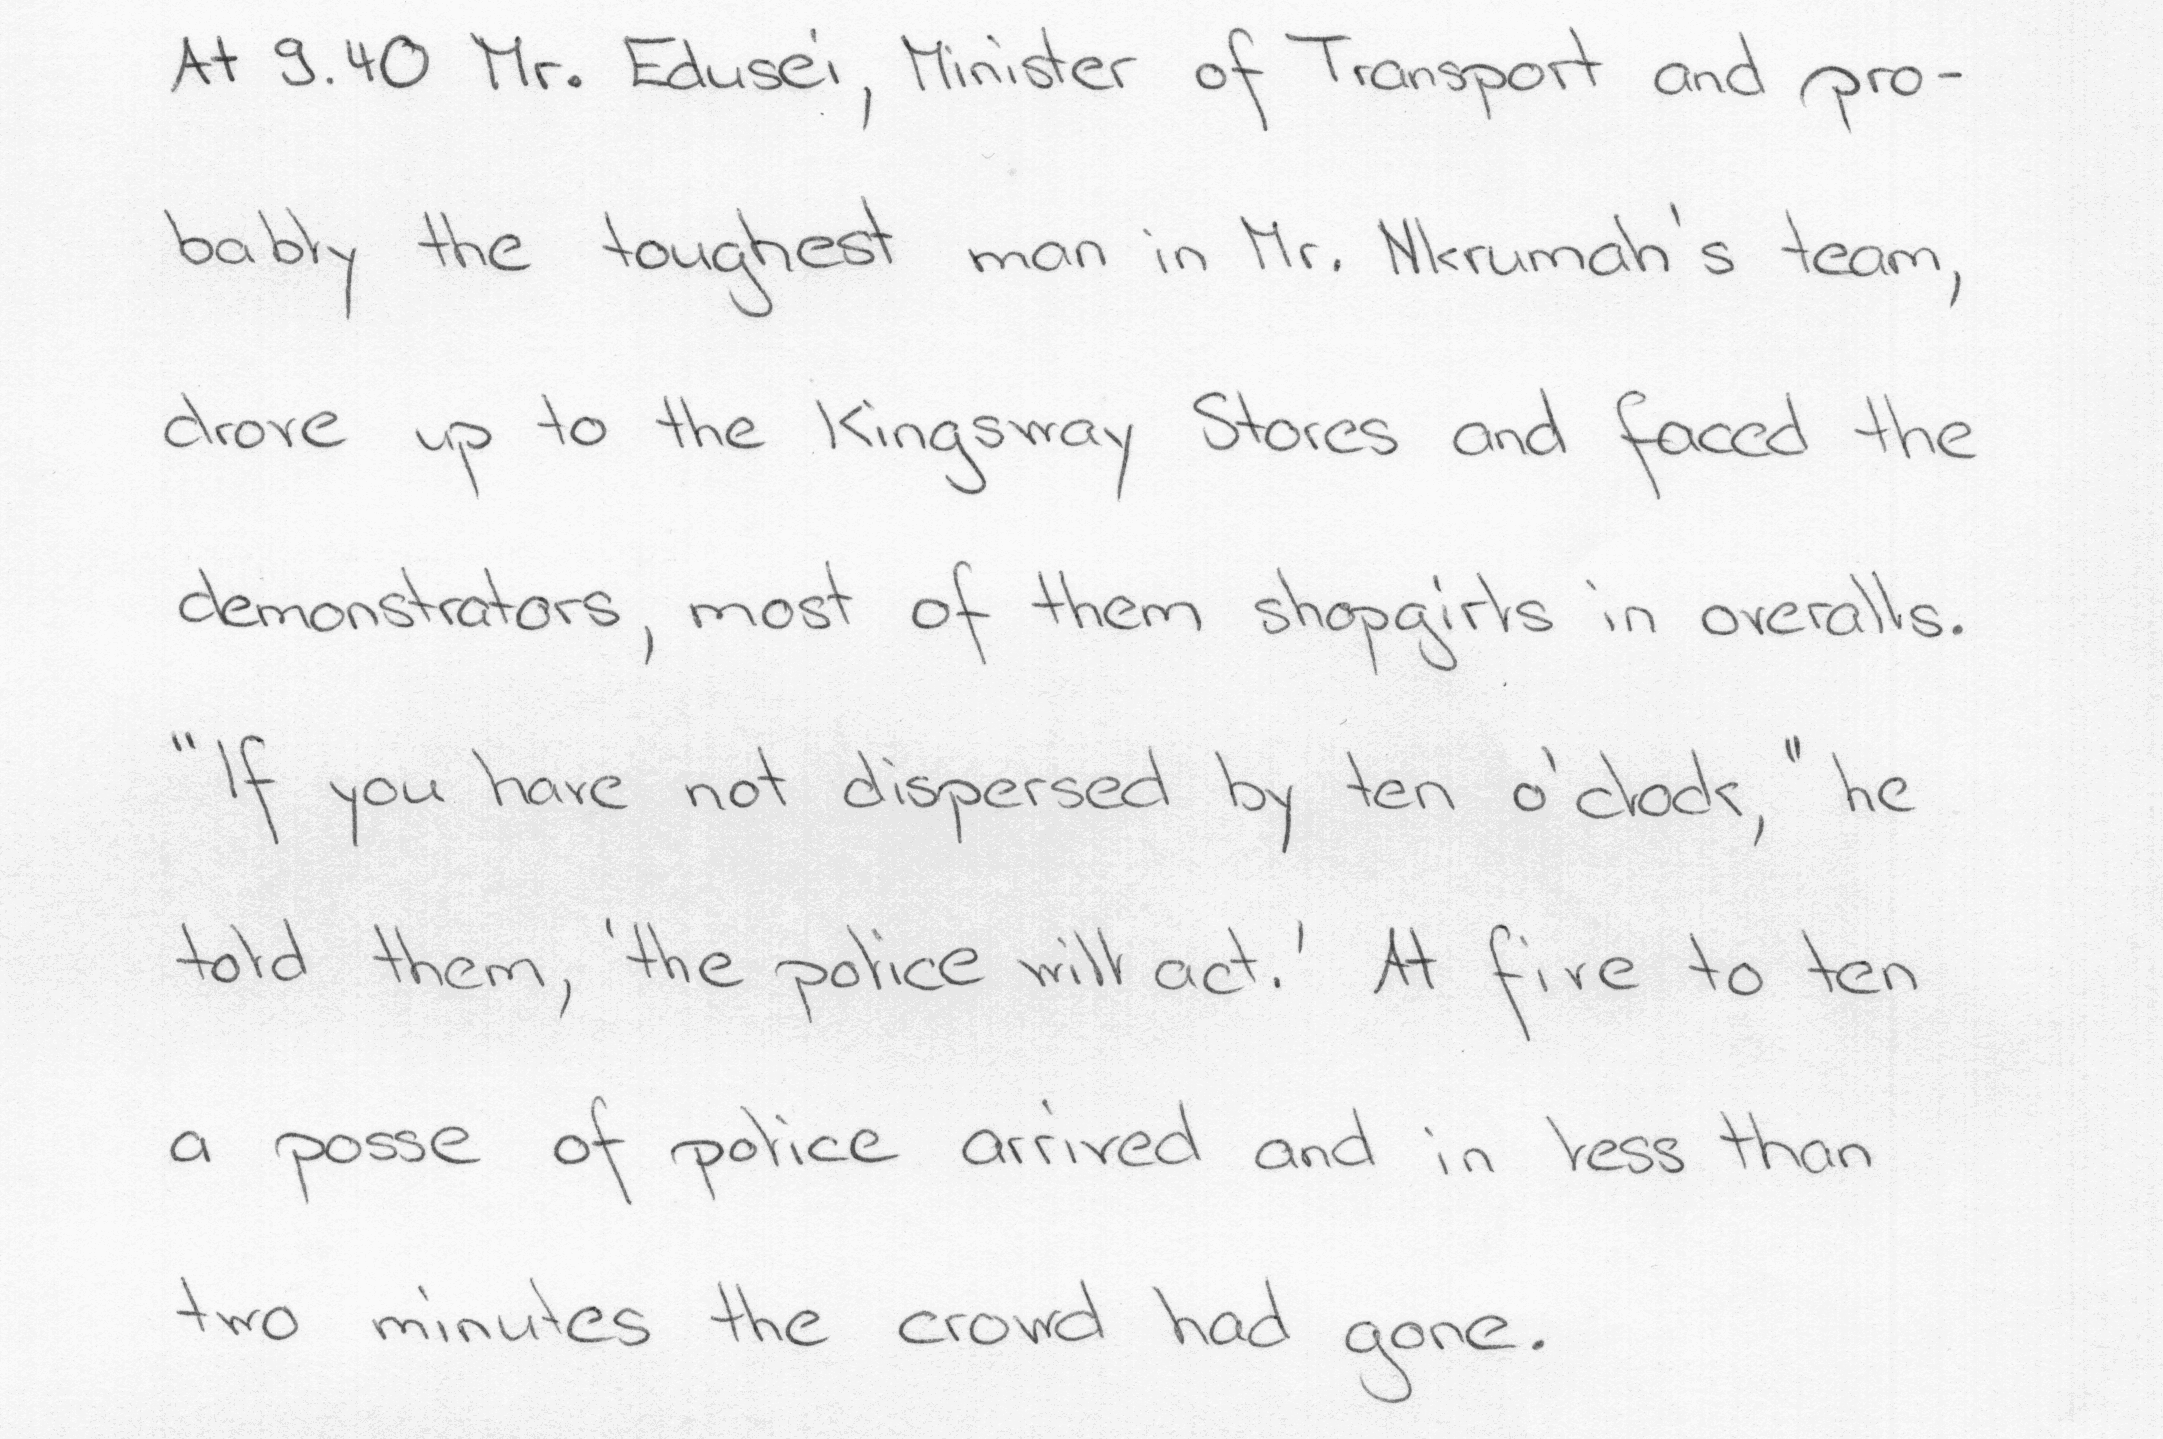 At 9.40 Mr. Edusei, Minister of Transport and pro-
bably the toughest man in Mr. Nkrumah's team,
drove up to the Kingsway Stores and faced the
demonstrators, most of them shopgirls in overalls.
"If you have not dispersed by ten o'clock," he
told them, 'the police will act.' At five to ten
a posse of police arrived and in less than
two minutes the crowd had gone.